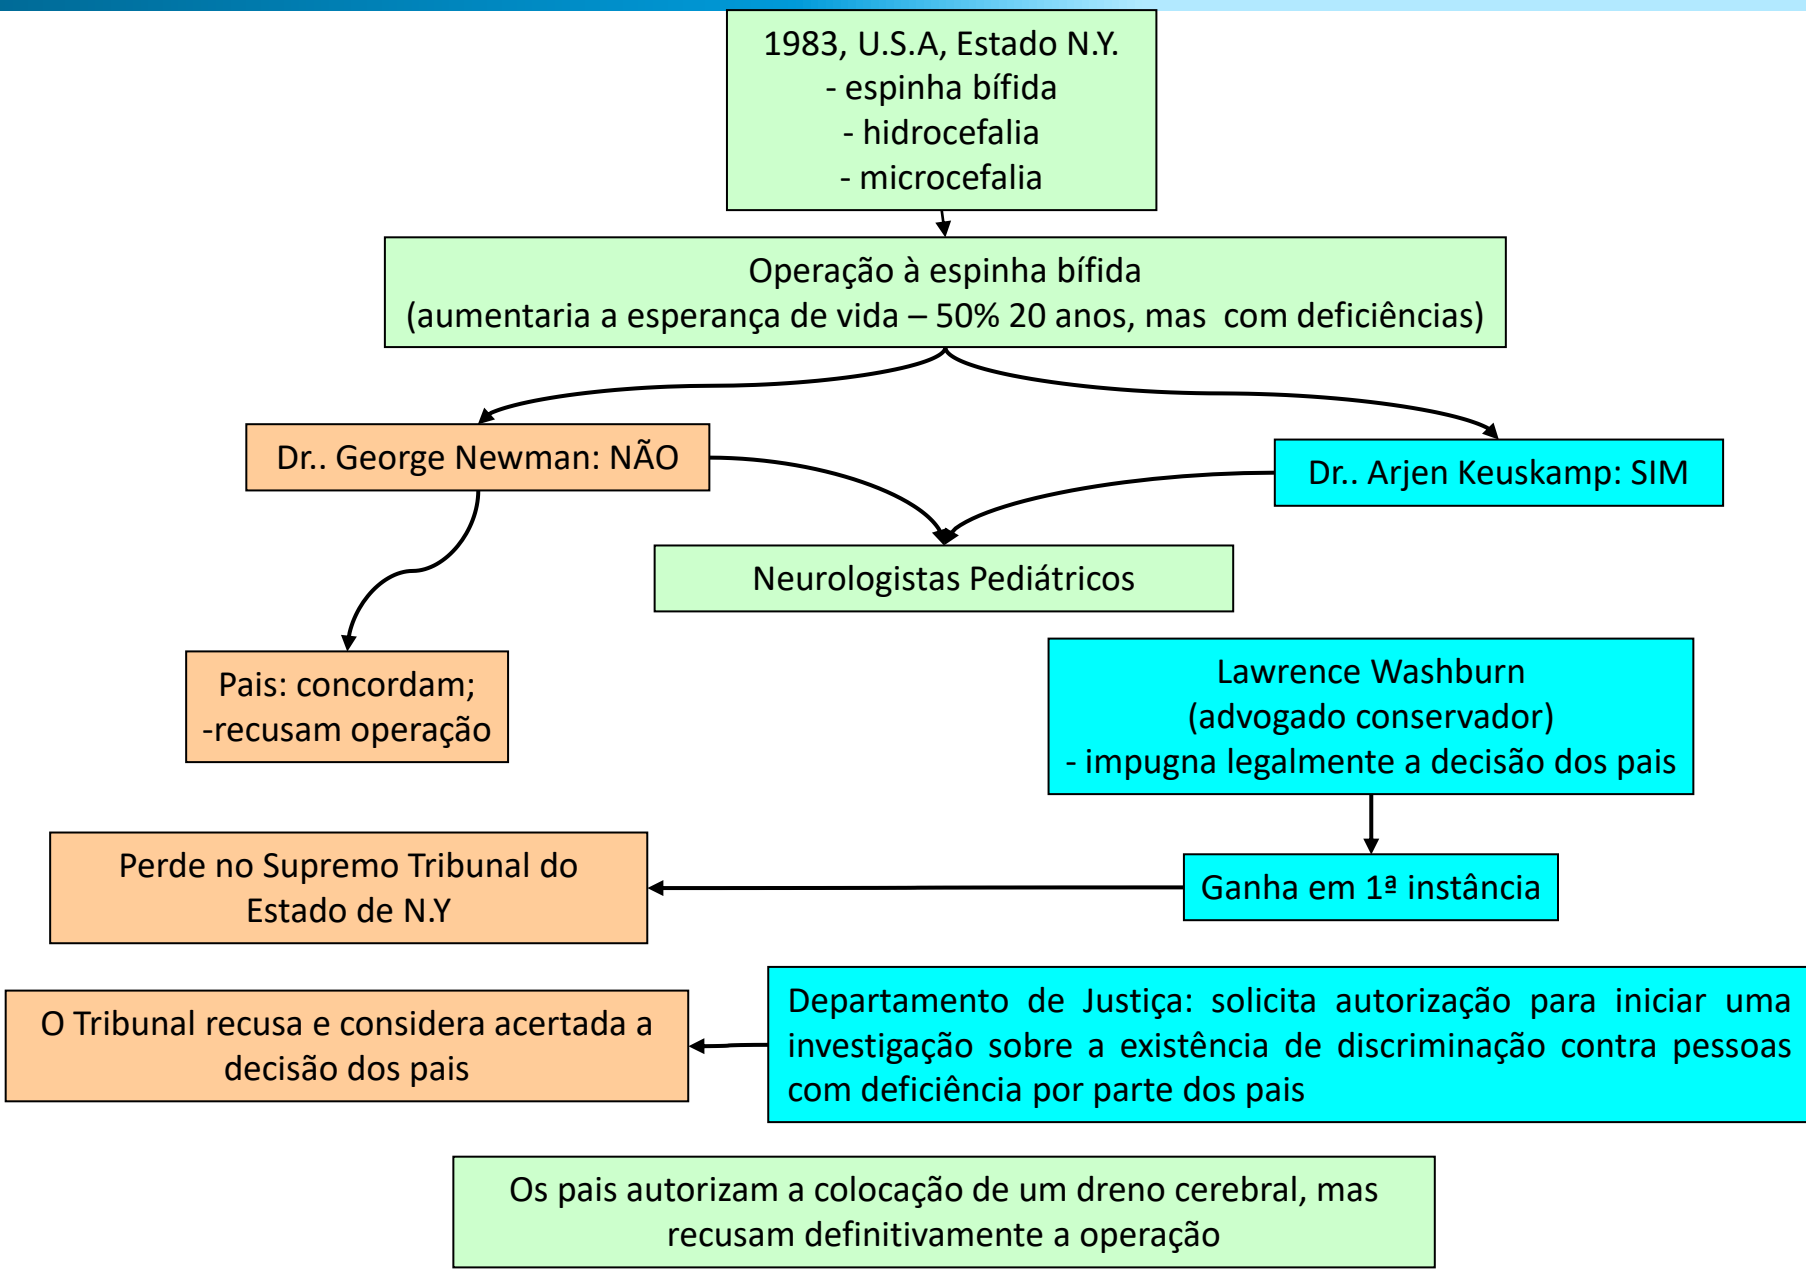 1983, U.S.A, Estado N.Y.
- espinha bífida
- hidrocefalia
- microcefalia
Operação à espinha bífida
(aumentaria a esperança de vida – 50% 20 anos, mas  com deficiências)
Dr.. George Newman: NÃO
Dr.. Arjen Keuskamp: SIM
Neurologistas Pediátricos
Pais: concordam;
-recusam operação
Lawrence Washburn
(advogado conservador)
- impugna legalmente a decisão dos pais
Perde no Supremo Tribunal do
Estado de N.Y
Ganha em 1ª instância
O Tribunal recusa e considera acertada a
decisão dos pais
Departamento de Justiça: solicita autorização para iniciar uma
investigação sobre a existência de discriminação contra pessoas
com deficiência por parte dos pais
Os pais autorizam a colocação de um dreno cerebral, mas
recusam definitivamente a operação